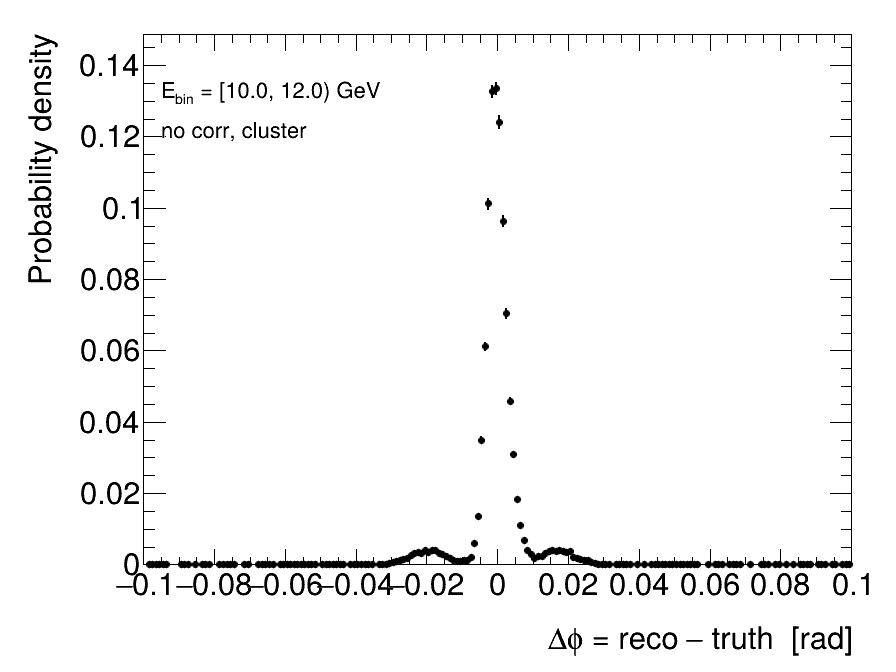 Probability density
0.14
E_bin = [10.0, 12.0) GeV
no corr, cluster
0.12
0.1
0.08
0.06
0.04
0.02
0
−0.1 −0.08 −0.06 −0.04 −0.02 0 0.02 0.04 0.06 0.08 0.1
Δϕ = reco − truth [rad]